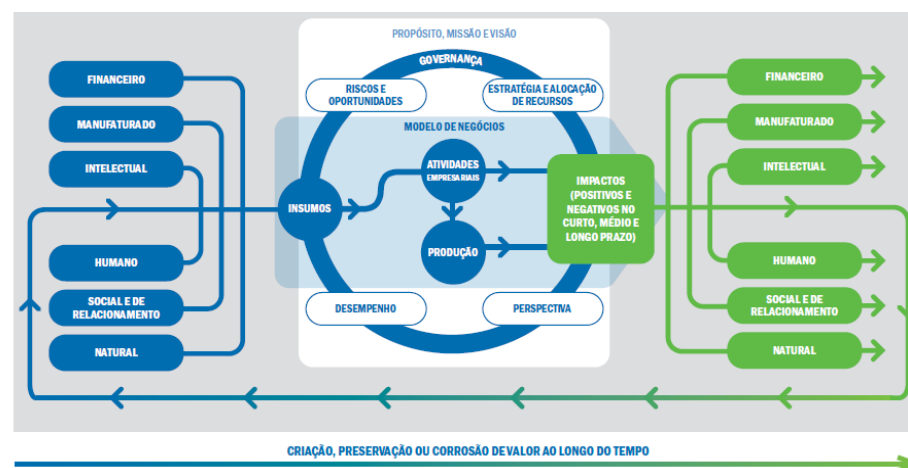 PROPÓSITO, MISSÃO E VISÃO
GOVERNANÇA
FINANCEIRO
MANUFATURADO
INTELECTUAL
HUMANO
SOCIAL E DE
RELACIONAMENTO
NATURAL
RISCOS E
OPORTUNIDADES
ESTRATÉGIA E ALOCAÇÃO
DE RECURSOS
MODELO DE NEGÓCIOS
INSUMOS
ATIVIDADES
EMPRESARIAIS
PRODUÇÃO
IMPACTOS
(POSITIVOS E
NEGATIVOS NO
CURTO, MÉDIO E
LONGO PRAZO)
DESEMPENHO
PERSPECTIVA
FINANCEIRO
MANUFATURADO
INTELECTUAL
HUMANO
SOCIAL E DE
RELACIONAMENTO
NATURAL
CRIAÇÃO, PRESERVAÇÃO OU CORROSÃO DE VALOR AO LONGO DO TEMPO